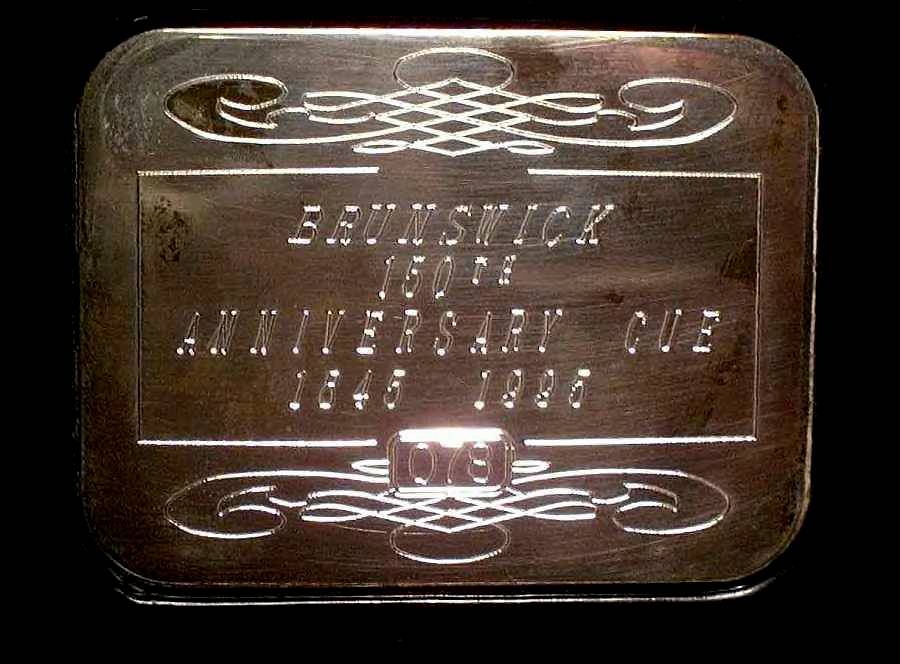 BRUNSWICK
150TH
ANNIVERSARY CUE
1845 1995
078